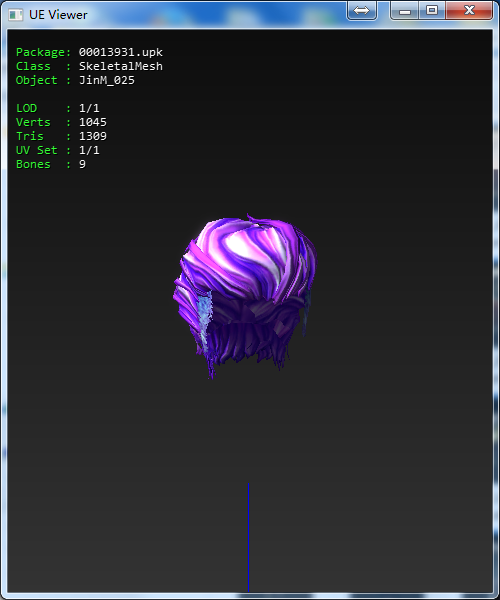 UE Viewer
Package: 00013931.upk
Class  : SkeletalMesh
Object : JinM_025
LOD    : 1/1
Verts  : 1045
Tris   : 1309
UV Set : 1/1
Bones  : 9